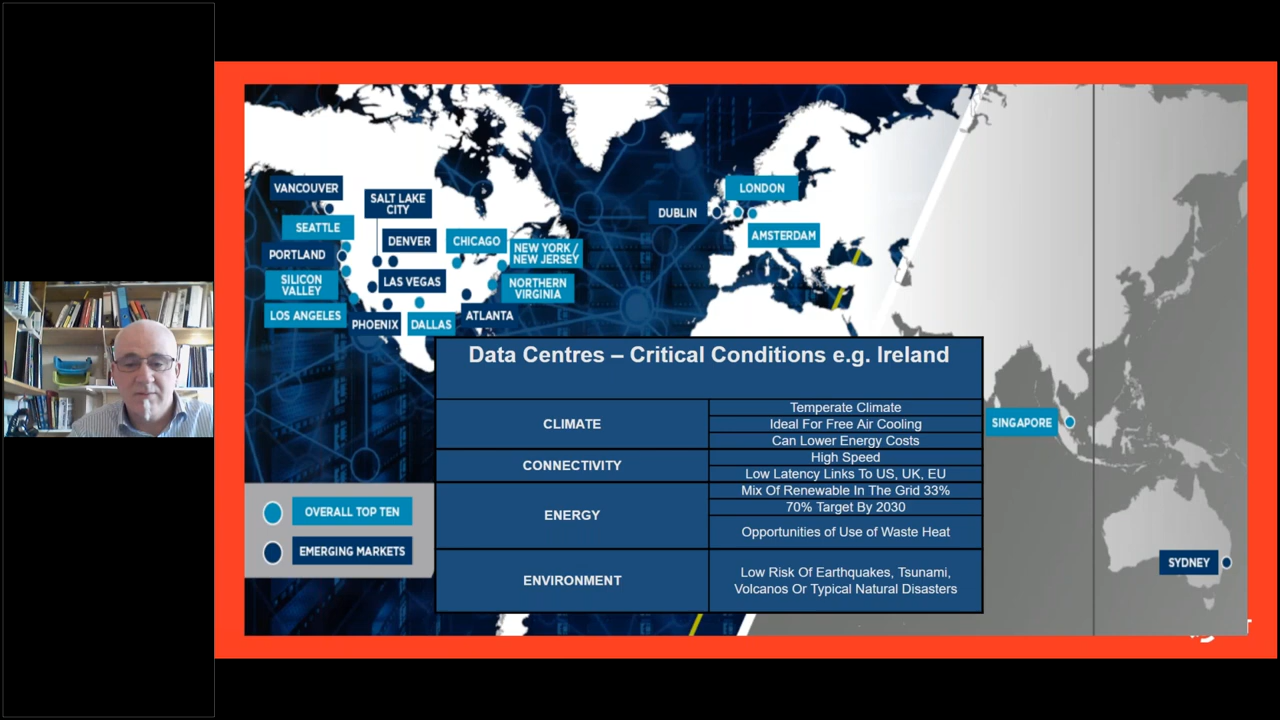 VANCOUVER
SALT LAKE
CITY
SEATTLE
PORTLAND
DENVER
CHICAGO
NEW YORK /
NEW JERSEY
SILICON
VALLEY
LAS VEGAS
NORTHERN
VIRGINIA
LOS ANGELES
PHOENIX
DALLAS
ATLANTA
LONDON
DUBLIN
AMSTERDAM
SINGAPORE
SYDNEY
OVERALL TOP TEN
EMERGING MARKETS
Data Centres – Critical Conditions e.g. Ireland
CLIMATE
Temperate Climate
Ideal For Free Air Cooling
Can Lower Energy Costs
CONNECTIVITY
High Speed
Low Latency Links To US, UK, EU
ENERGY
Mix Of Renewable In The Grid 33%
70% Target By 2030
Opportunities of Use of Waste Heat
ENVIRONMENT
Low Risk Of Earthquakes, Tsunami,
Volcanos Or Typical Natural Disasters